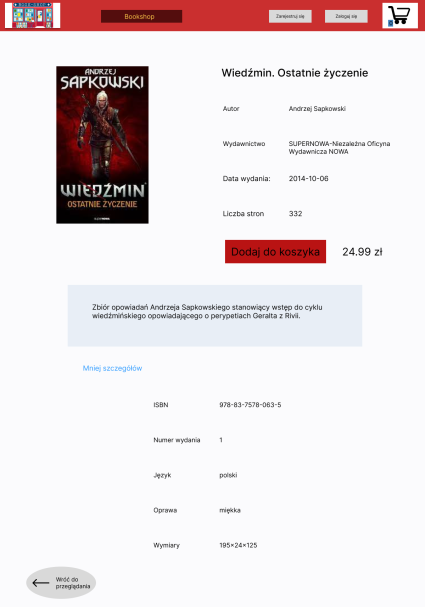 BOOK SHOP
Bookshop
Zarejestruj się
Zaloguj się
0
ANDRZEJ
SAPKOWSKI
WIEDŹMIN
OSTATNIE ŻYCZENIE
Wiedźmin. Ostatnie życzenie
Autor Andrzej Sapkowski
Wydawnictwo SUPERNOWA-Niezależna Oficyna
Wydawnicza NOWA
Data wydania: 2014-10-06
Liczba stron 332
Dodaj do koszyka 24.99 zł
Zbiór opowiadań Andrzeja Sapkowskiego stanowiący wstęp do cyklu
wiedźmińskiego opowiadającego o perypetiach Geralta z Rivii.
Mniej szczegółów
ISBN 978-83-7578-063-5
Numer wydania 1
Język polski
Oprawa miękka
Wymiary 195×24×125
Wróć do
przeglądania